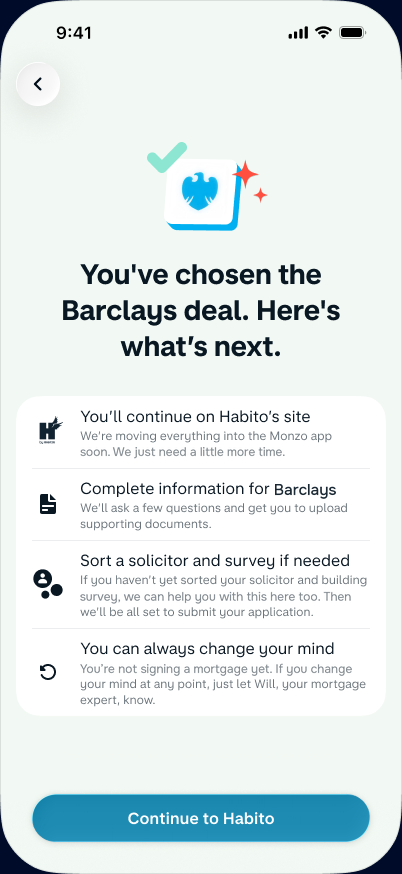 9:41
You've chosen the
Barclays deal. Here's
what's next.
You'll continue on Habito's site
We're moving everything into the Monzo app
soon. We just need a little more time.
Complete information for Barclays
We'll ask a few questions and get you to upload
supporting documents.
Sort a solicitor and survey if needed
If you haven't yet sorted your solicitor and building
survey, we can help you with this here too. Then
we'll be all set to submit your application.
You can always change your mind
You're not signing a mortgage yet. If you change
your mind at any point, just let Will, your mortgage
expert, know.
Continue to Habito